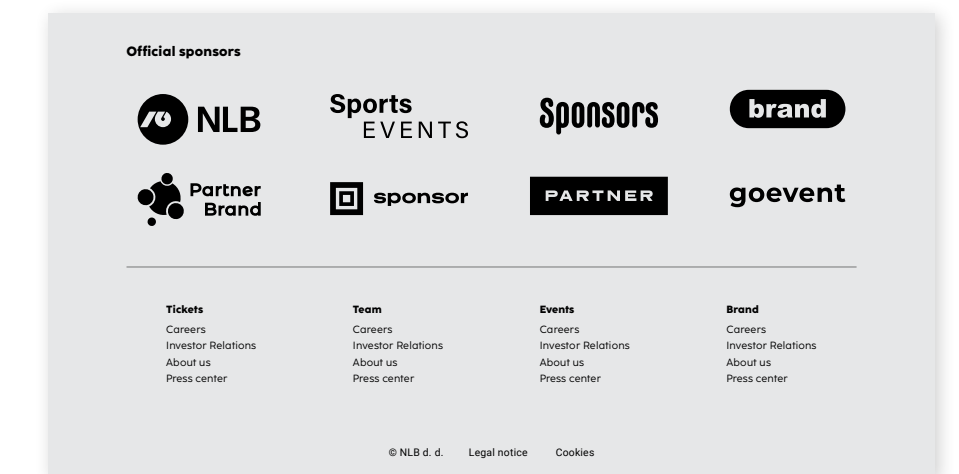 Official sponsors
NLB
Sports
EVENTS
Sponsors
brand
Partner
Brand
sponsor
PARTNER
goevent
Tickets
Careers
Investor Relations
About us
Press center
Team
Careers
Investor Relations
About us
Press center
Events
Careers
Investor Relations
About us
Press center
Brand
Careers
Investor Relations
About us
Press center
© NLB d. d. Legal notice Cookies